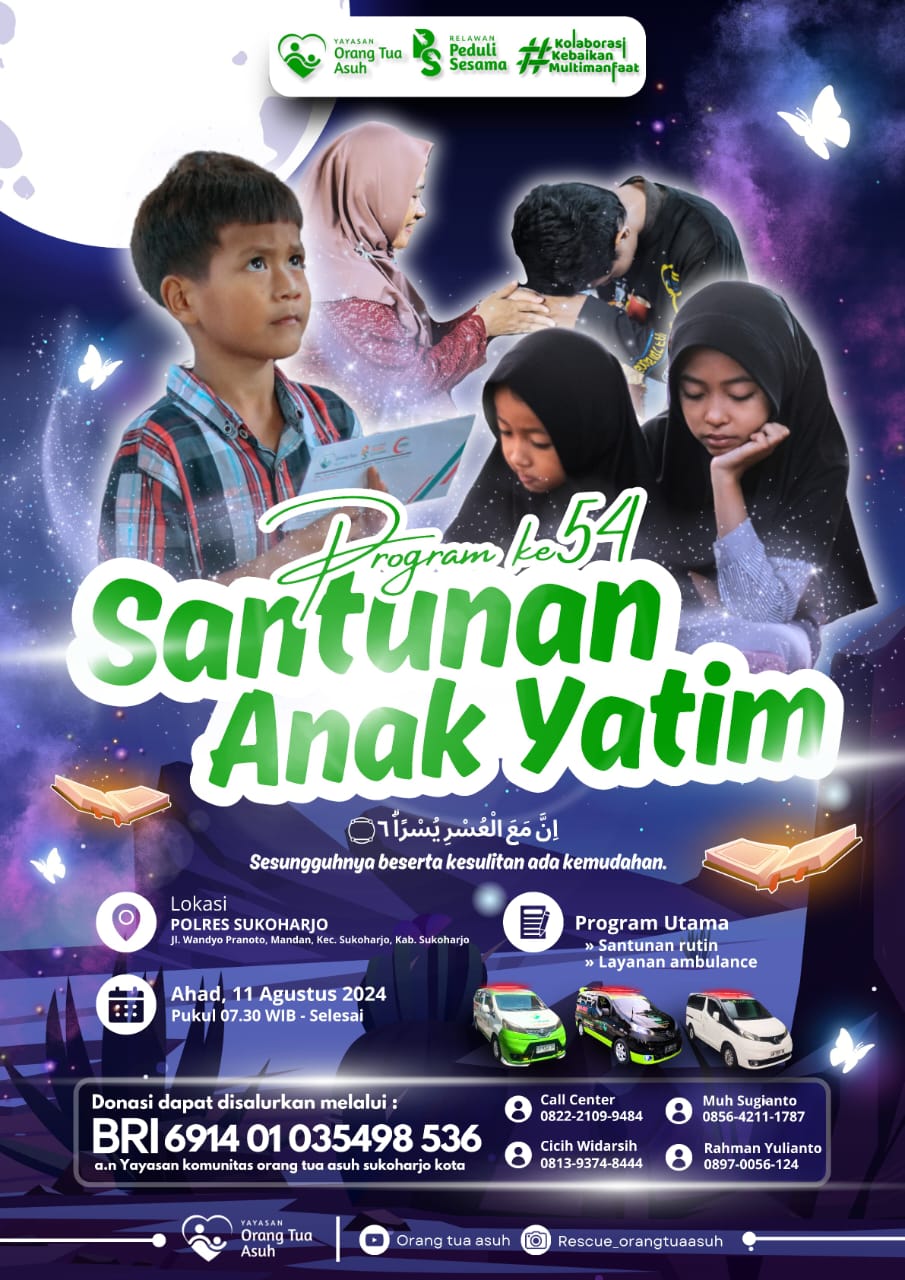 YAYASAN
Orang Tua
Asuh
RELAWAN
Peduli
Sesama
#Kolaborasi
Kebaikan
Multimanfaat
Program ke 54
Santunan
Anak Yatim
اِنَّ مَعَ الْعُسْرِ يُسْرًاۗ ٦
Sesungguhnya beserta kesulitan ada kemudahan.
Lokasi
POLRES SUKOHARJO
Jl. Wandyo Pranoto, Mandan, Kec. Sukoharjo, Kab. Sukoharjo
Ahad, 11 Agustus 2024
Pukul 07.30 WIB - Selesai
Program Utama
» Santunan rutin
» Layanan ambulance
Donasi dapat disalurkan melalui :
BRI 6914 01 035498 536
a.n Yayasan komunitas orang tua asuh sukoharjo kota
Call Center
0822-2109-9484
Cicih Widarsih
0813-9374-8444
Muh Sugianto
0856-4211-1787
Rahman Yulianto
0897-0056-124
YAYASAN
Orang Tua
Asuh
Orang tua asuh
Rescue_orangtuaasuh